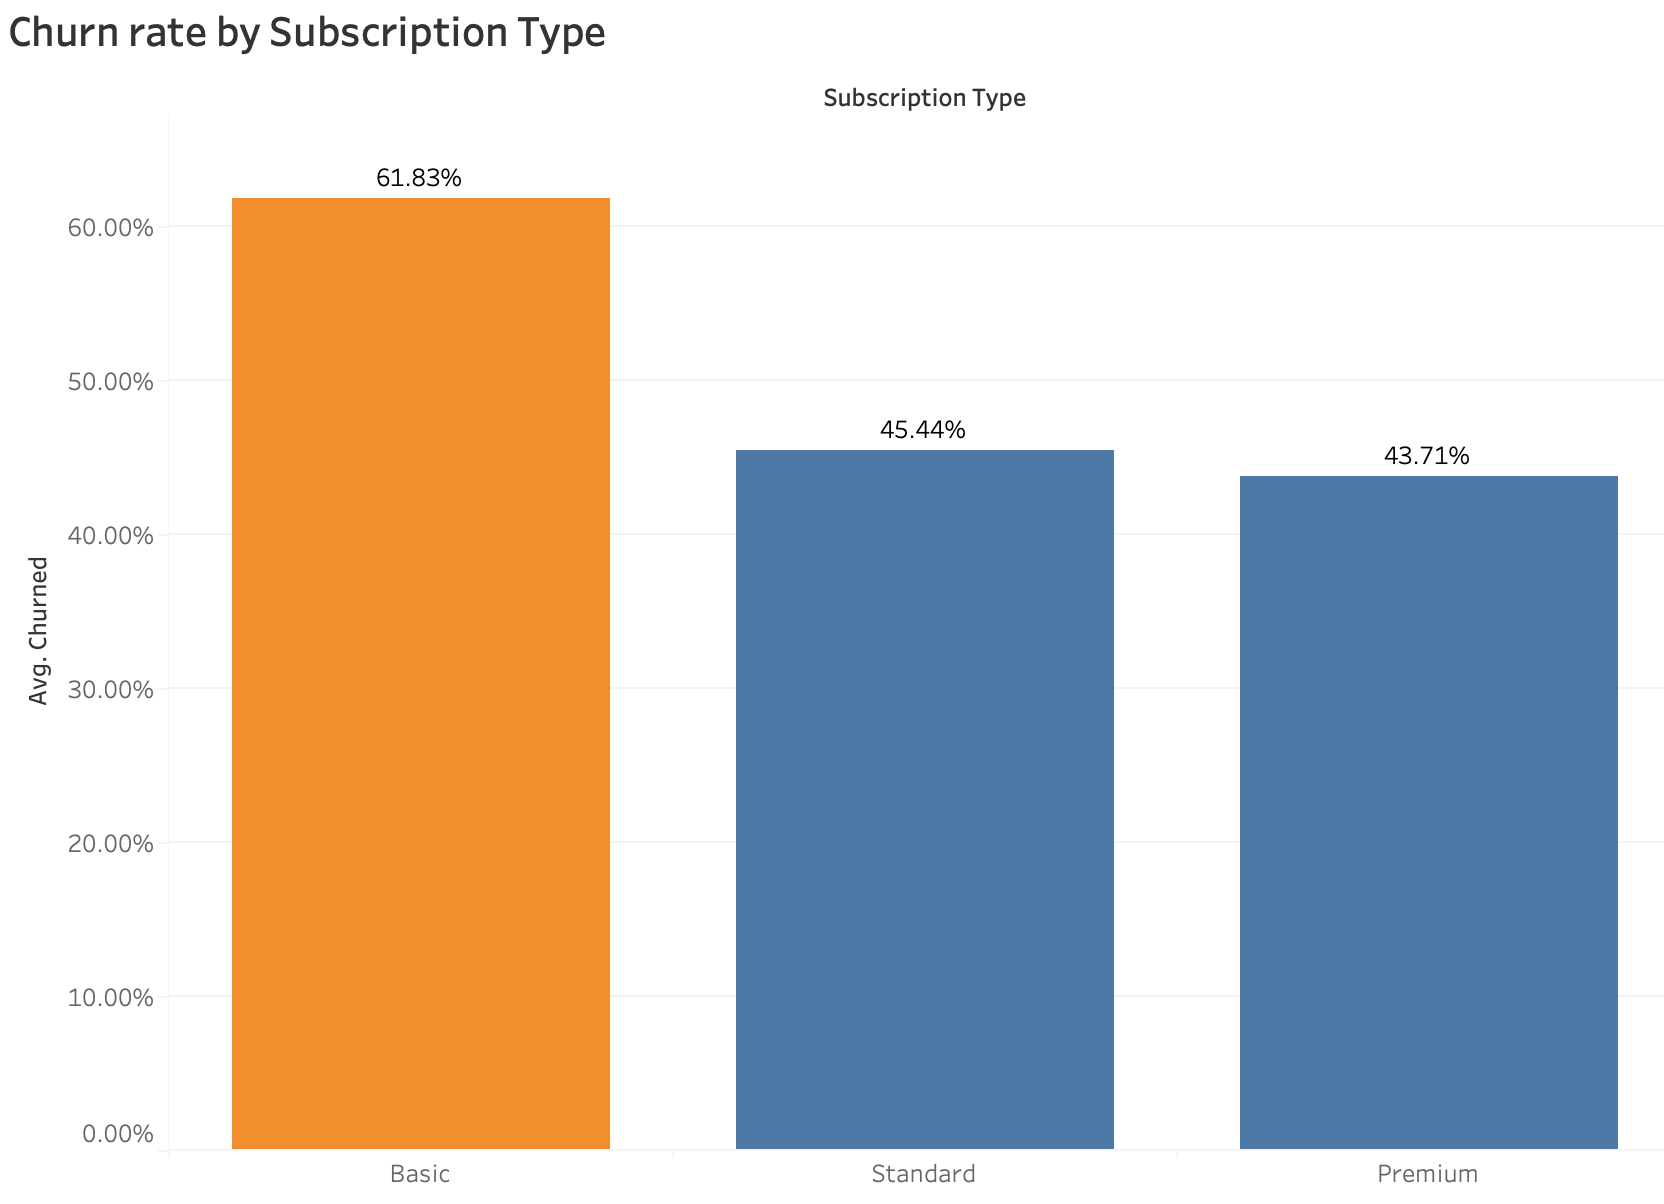 Churn rate by Subscription Type
Subscription Type
61.83%
60.00%
50.00%
45.44%
43.71%
40.00%
Avg. Churned
30.00%
20.00%
10.00%
0.00%
Basic
Standard
Premium